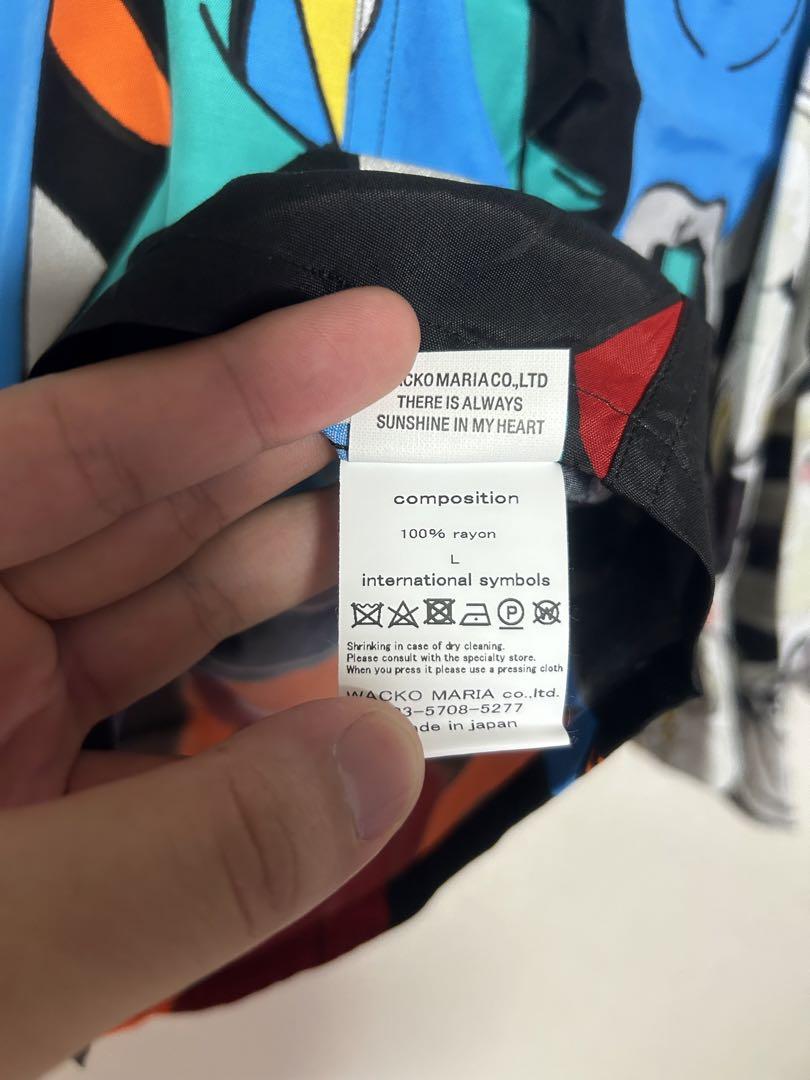 CKO MARIA CO.,LTD
THERE IS ALWAYS
SUNSHINE IN MY HEART
composition
100% rayon
L
international symbols
P W
Shrinking in case of dry cleaning.
Please consult with the specialty store.
When you press it please use a pressing cloth
WACKO MARIA co.,ltd.
3-5708-5277
de in japan